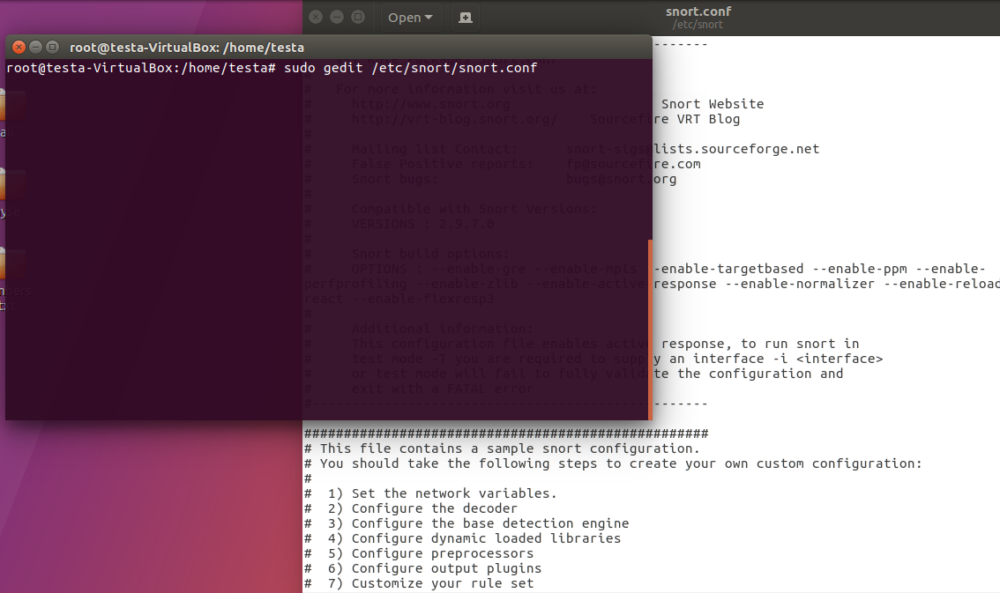 Open
snort.conf
/etc/snort
root@testa-VirtualBox: /home/testa
root@testa-VirtualBox:/home/testa# sudo gedit /etc/snort/snort.conf
#   For more information visit us at:
#     http://www.snort.org   Snort Website
#     http://vrt-blog.snort.org/    Sourcefire VRT Blog
#
#     Mailing list Contact:      snort-sigs@lists.sourceforge.net
#     False Positive reports:    fp@sourcefire.com
#     Snort bugs:                bugs@snort.org
#
#     Compatible with Snort Versions:
#     VERSIONS : 2.9.7.0
#
#     Snort build options:
#     OPTIONS : --enable-gre --enable-mpls --enable-targetbased --enable-ppm --enable-
perfprofiling --enable-zlib --enable-active-response --enable-normalizer --enable-reload
react --enable-flexresp3
#
#     Additional information:
#     This configuration file enables active response, to run snort in
#     test mode -T you are required to supply an interface -i <interface>
#     or test mode will fail to fully validate the configuration and
#     exit with a FATAL error
#--------------------------------------------------
###################################################
# This file contains a sample snort configuration.
# You should take the following steps to create your own custom configuration:
#
#  1) Set the network variables.
#  2) Configure the decoder
#  3) Configure the base detection engine
#  4) Configure dynamic loaded libraries
#  5) Configure preprocessors
#  6) Configure output plugins
#  7) Customize your rule set